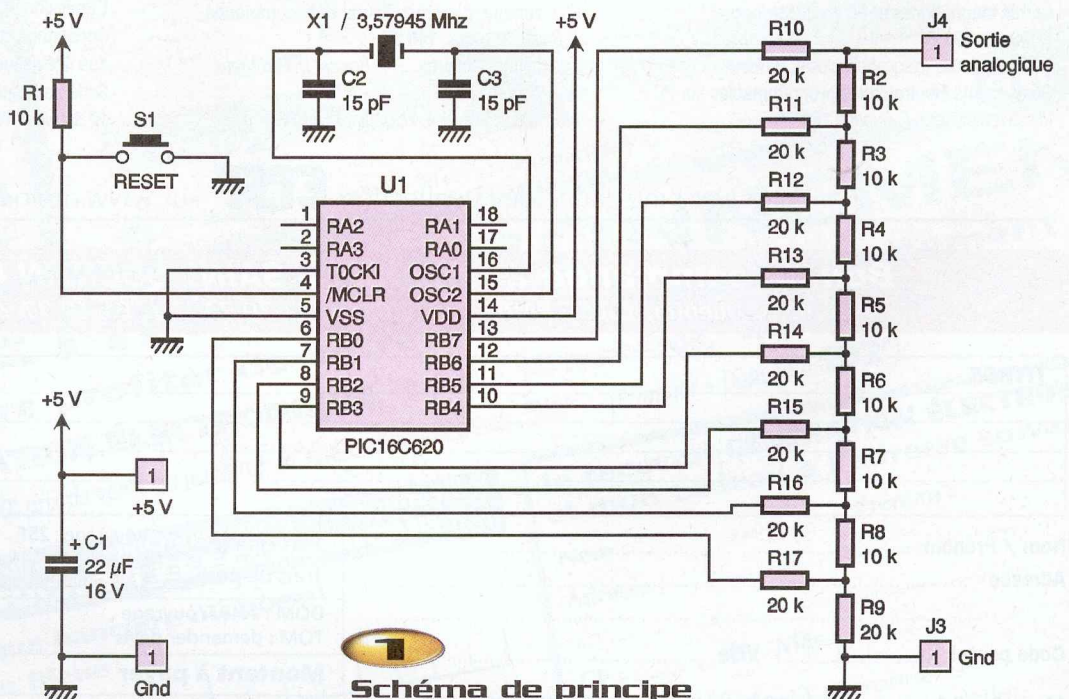 +5 V
R1
10 k
S1
RESET
X1 / 3,57945 Mhz
C2
15 pF
C3
15 pF
+5 V
U1
1 RA2 RA1 18
2 RA3 RA0 17
3 T0CKI OSC1 16
4 /MCLR OSC2 15
5 VSS VDD 14
6 RB0 RB7 13
7 RB1 RB6 12
8 RB2 RB5 11
9 RB3 RB4 10
PIC16C620
R10
20 k
R11
20 k
R12
20 k
R13
20 k
R14
20 k
R15
20 k
R16
20 k
R17
20 k
R2
10 k
R3
10 k
R4
10 k
R5
10 k
R6
10 k
R7
10 k
R8
10 k
R9
20 k
J4
1 Sortie
analogique
J3
1 Gnd
+5 V
1
+5 V
+ C1
22 µF
16 V
1
Gnd
1
Schéma de principe